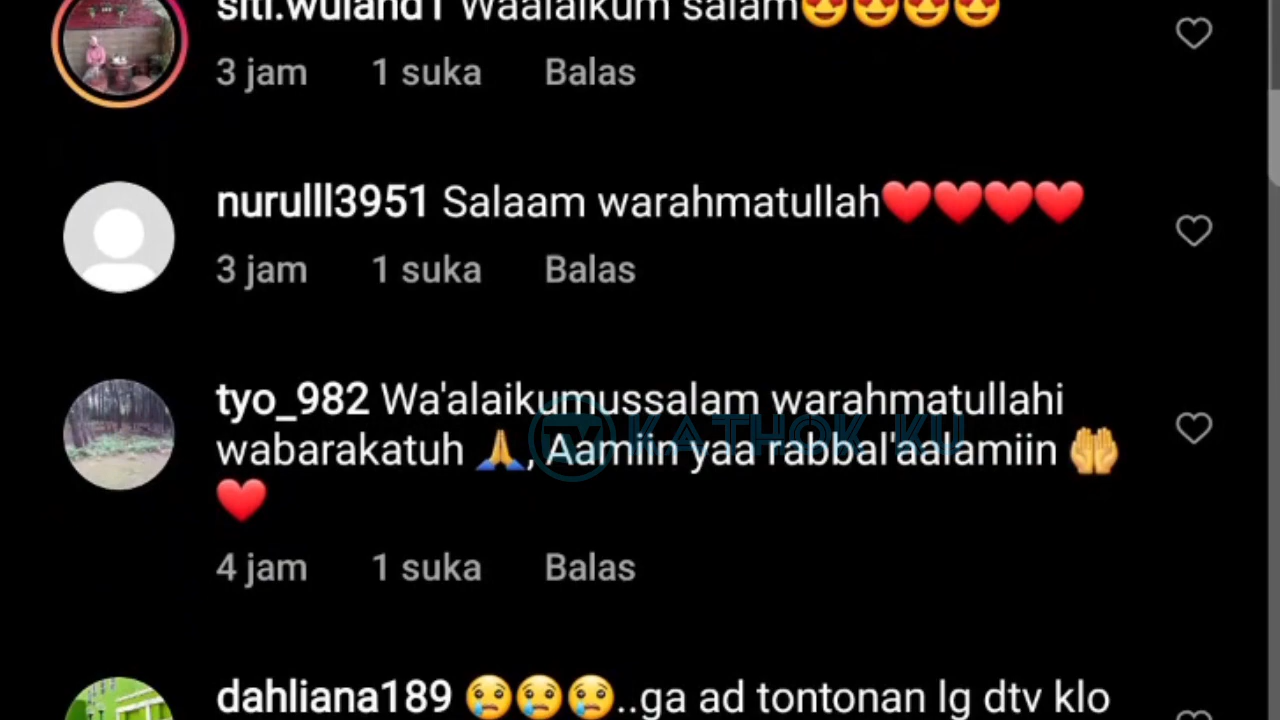 siti.wuland1 Waalaikum salam😍😍😍😍
3 jam 1 suka Balas
nurulll3951 Salaam warahmatullah❤️❤️❤️❤️
3 jam 1 suka Balas
tyo_982 Wa'alaikumussalam warahmatullahi
wabarakatuh 🙏, Aamiin yaa rabbal'aalamiin 🤲
❤️
KATHOK KU
4 jam 1 suka Balas
dahliana189 😢😢😢..ga ad tontonan lg dtv klo